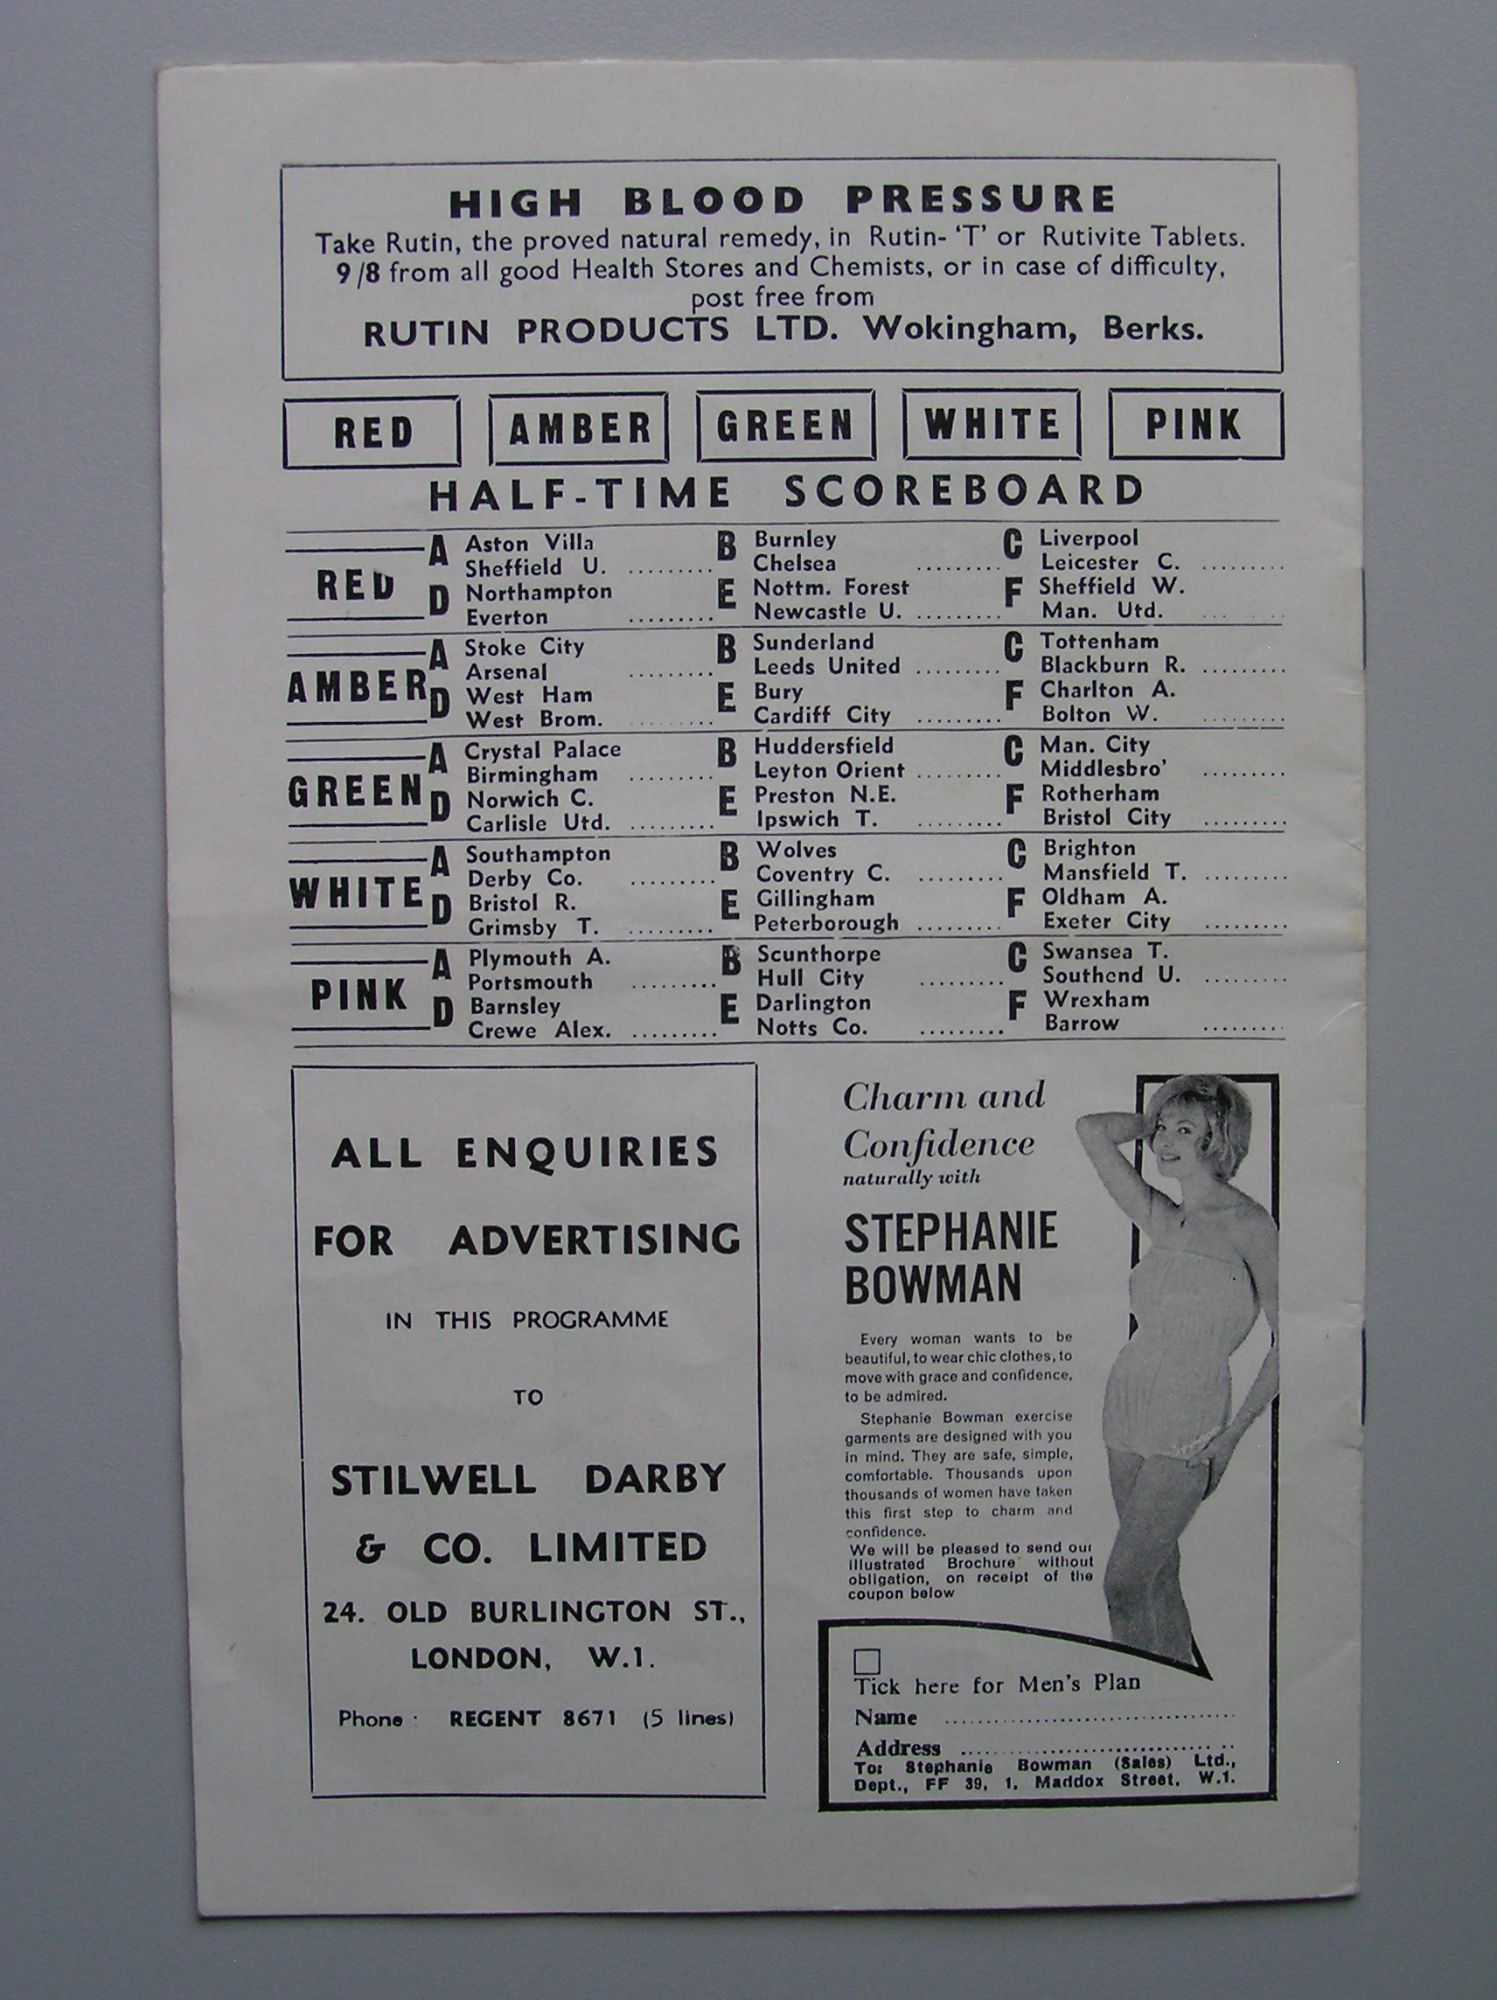 HIGH BLOOD PRESSURE
Take Rutin, the proved natural remedy, in Rutin- 'T' or Rutivite Tablets.
9/8 from all good Health Stores and Chemists, or in case of difficulty,
post free from
RUTIN PRODUCTS LTD. Wokingham, Berks.
RED AMBER GREEN WHITE PINK
HALF-TIME SCOREBOARD
RED
A Aston Villa
Sheffield U. .........
B Burnley
Chelsea .........
C Liverpool
Leicester C. .........
D Northampton
Everton .........
E Nottm. Forest
Newcastle U. .........
F Sheffield W.
Man. Utd. .........
AMBER
A Stoke City
Arsenal .........
B Sunderland
Leeds United .........
C Tottenham
Blackburn R. .........
D West Ham
West Brom. .........
E Bury
Cardiff City .........
F Charlton A.
Bolton W. .........
GREEN
A Crystal Palace
Birmingham .........
B Huddersfield
Leyton Orient .........
C Man. City
Middlesbro' .........
D Norwich C.
Carlisle Utd. .........
E Preston N.E.
Ipswich T. .........
F Rotherham
Bristol City .........
WHITE
A Southampton
Derby Co. .........
B Wolves
Coventry C. .........
C Brighton
Mansfield T. .........
D Bristol R.
Grimsby T. .........
E Gillingham
Peterborough .........
F Oldham A.
Exeter City .........
PINK
A Plymouth A.
Portsmouth .........
B Scunthorpe
Hull City .........
C Swansea T.
Southend U. .........
D Barnsley
Crewe Alex. .........
E Darlington
Notts Co. .........
F Wrexham
Barrow .........
ALL ENQUIRIES
FOR ADVERTISING
IN THIS PROGRAMME
TO
STILWELL DARBY
& CO. LIMITED
24. OLD BURLINGTON ST.,
LONDON, W.1.
Phone : REGENT 8671 (5 lines)
Charm and
Confidence
naturally with
STEPHANIE
BOWMAN
Every woman wants to be
beautiful, to wear chic clothes, to
move with grace and confidence,
to be admired.
Stephanie Bowman exercise
garments are designed with you
in mind. They are safe, simple,
comfortable. Thousands upon
thousands of women have taken
this first step to charm and
confidence.
We will be pleased to send our
illustrated Brochure without
obligation, on receipt of the
coupon below
Tick here for Men's Plan
Name ....................................
Address ..................................
To: Stephanie Bowman (Sales) Ltd.,
Dept., FF 39, 1, Maddox Street, W.1.